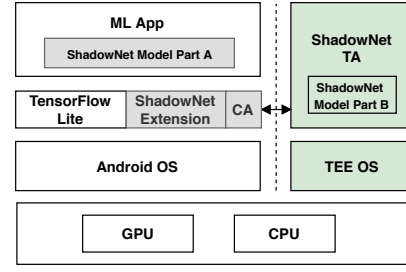 ML App
ShadowNet Model Part A
TensorFlow
Lite
ShadowNet
Extension
CA
Android OS
ShadowNet
TA
ShadowNet
Model Part B
TEE OS
GPU
CPU